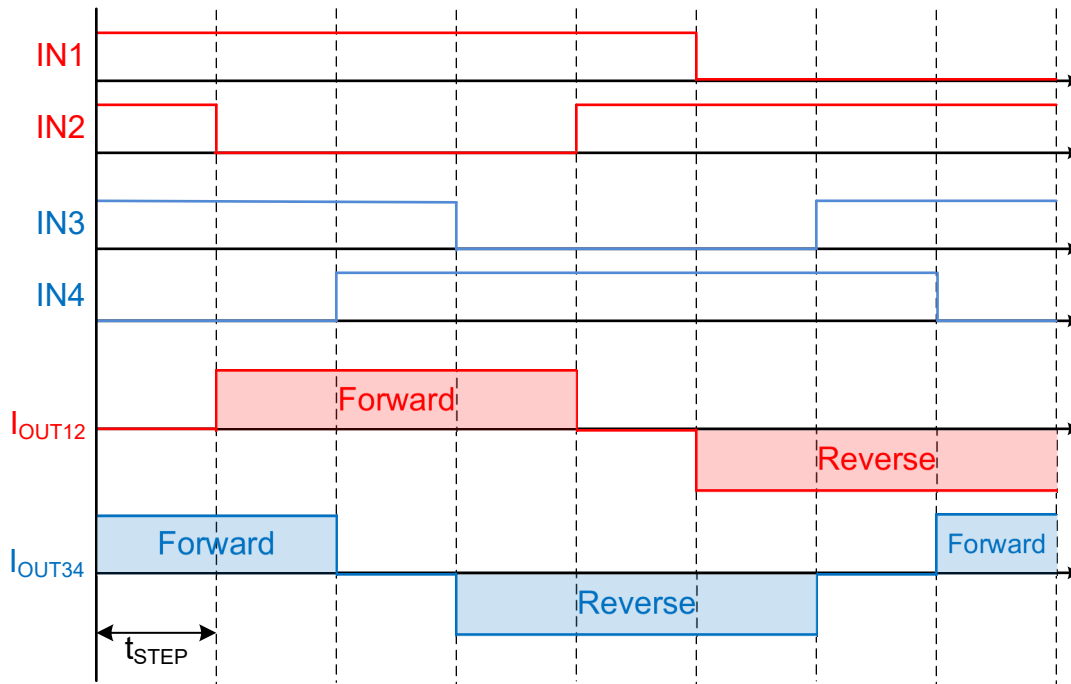 IN1
IN2
IN3
IN4
Forward
IOUT12
Reverse
Forward
Forward
IOUT34
Reverse
tSTEP